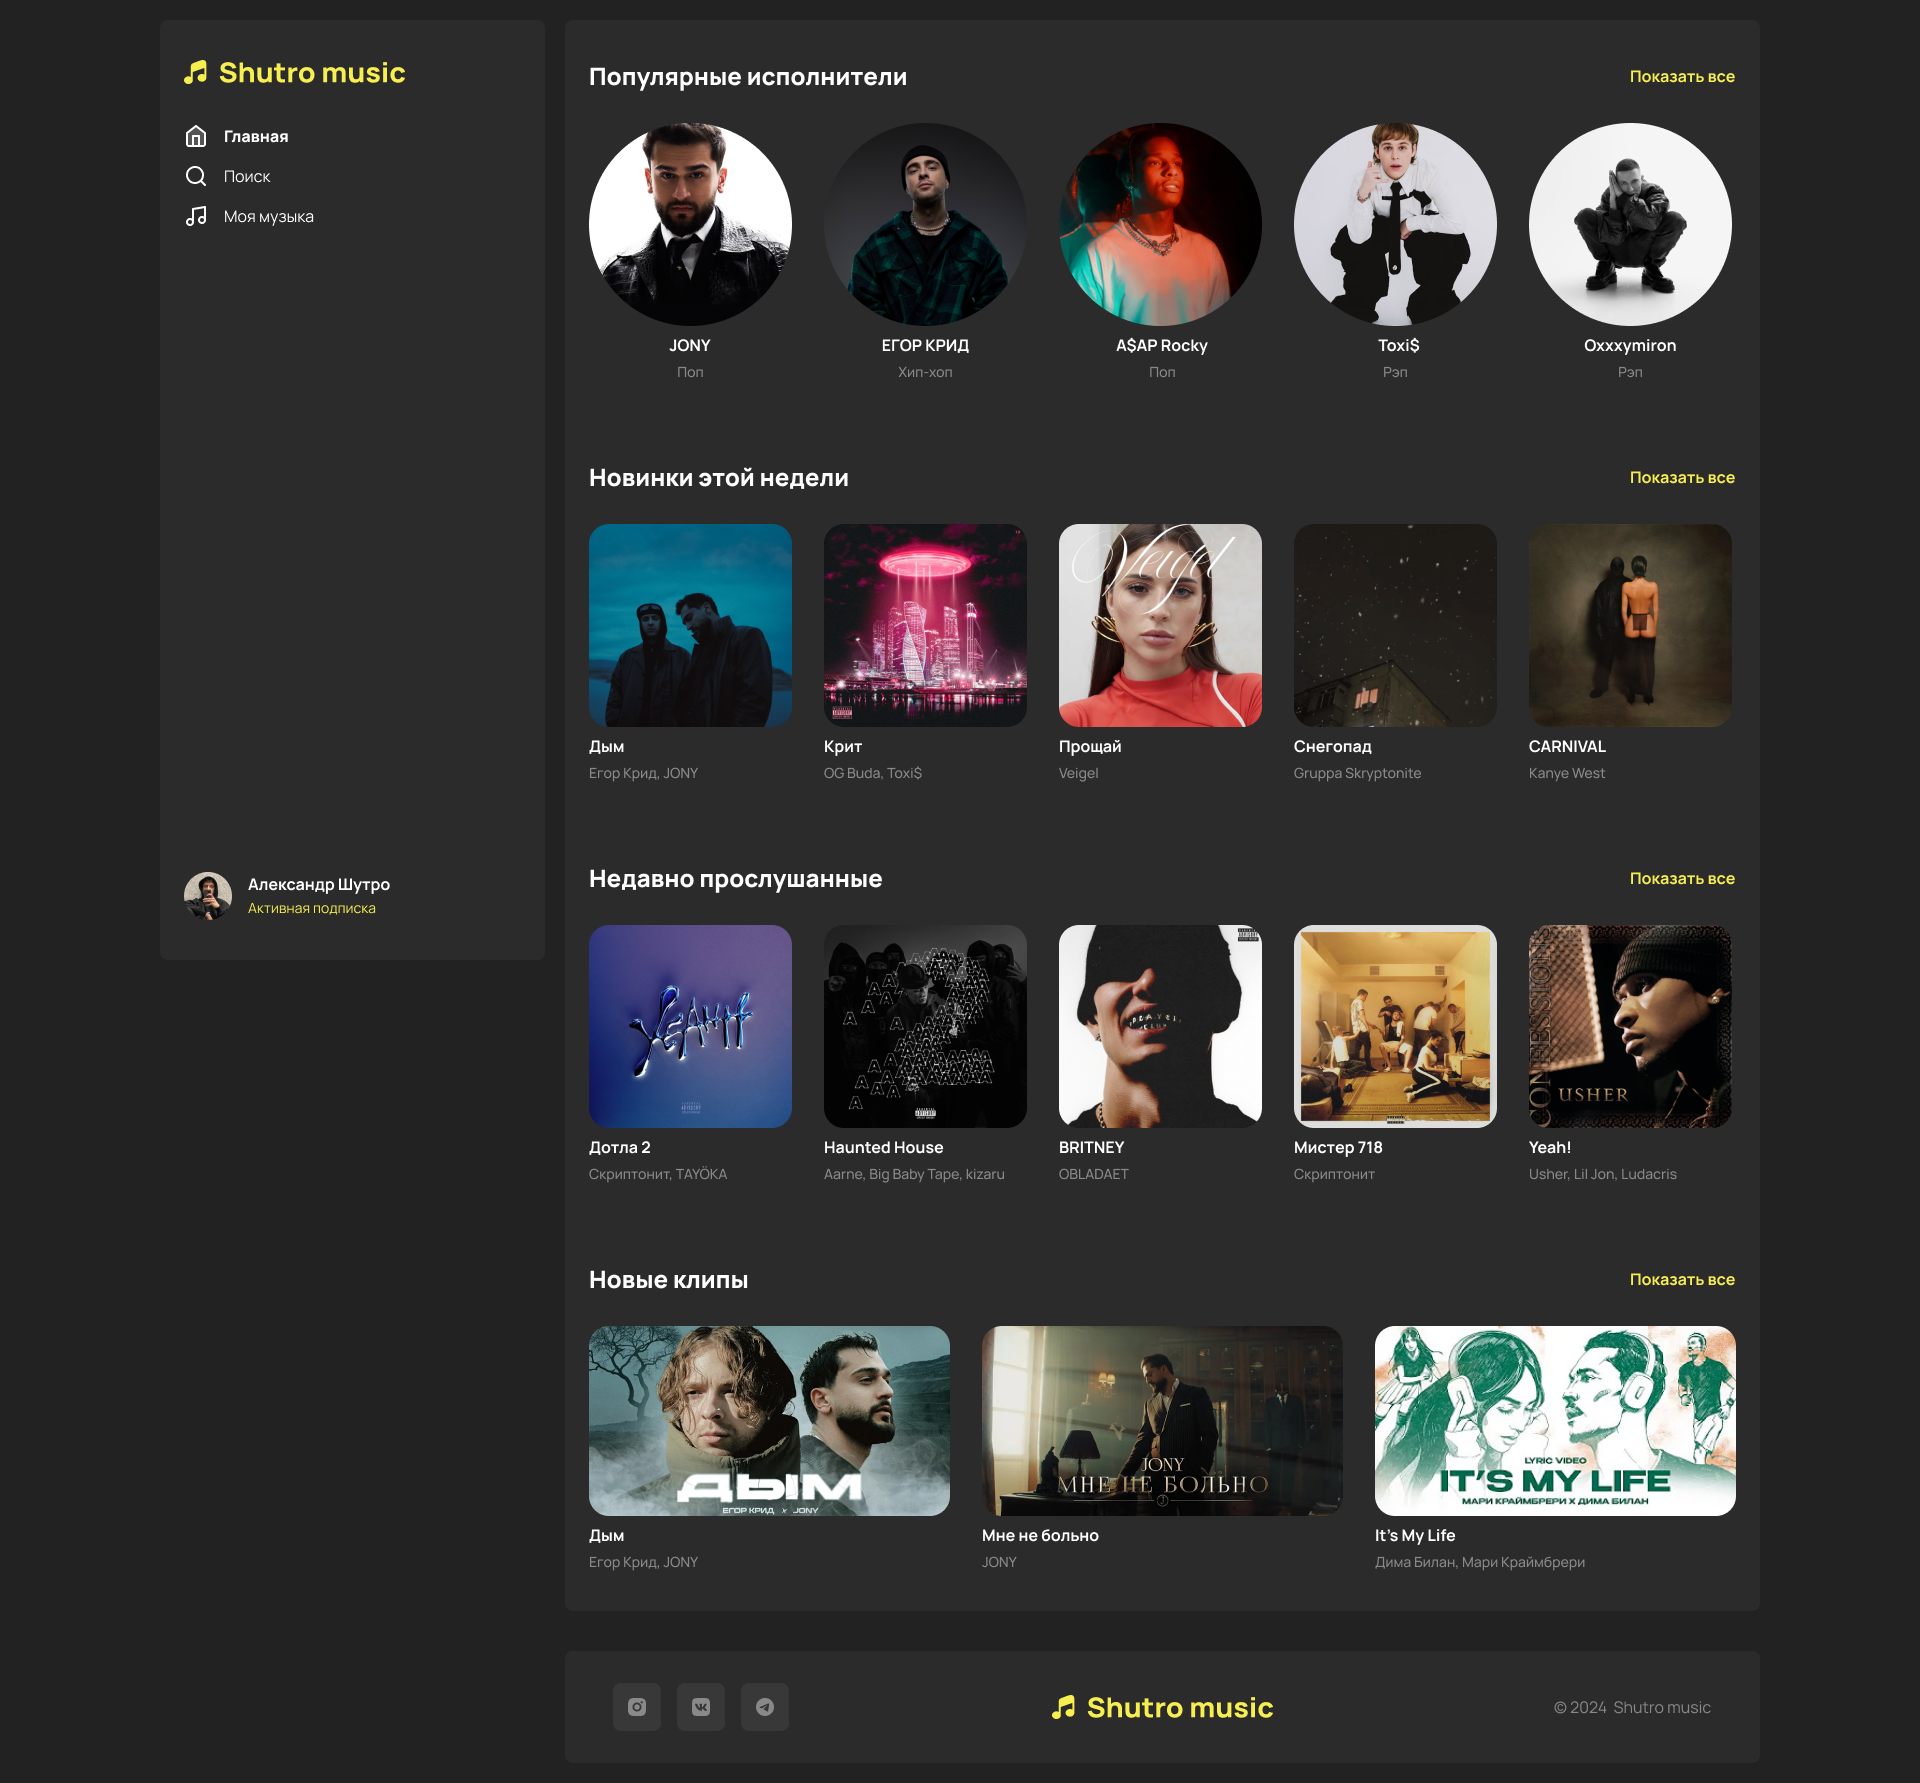 Shutro music
Главная
Поиск
Моя музыка
Александр Шутро
Активная подписка
Популярные исполнители
Показать все
JONY
Поп
ЕГОР КРИД
Хип-хоп
A$AP Rocky
Поп
Toxi$
Рэп
Oxxxymiron
Рэп
Новинки этой недели
Показать все
Veigel
Дым
Егор Крид, JONY
Крит
OG Buda, Toxi$
Прощай
Veigel
Снегопад
Gruppa Skryptonite
CARNIVAL
Kanye West
Недавно прослушанные
Показать все
CONFESSIONS
USHER
Дотла 2
Скриптонит, TAYÖKA
Haunted House
Aarne, Big Baby Tape, kizaru
BRITNEY
OBLADAET
Мистер 718
Скриптонит
Yeah!
Usher, Lil Jon, Ludacris
Новые клипы
Показать все
ДЫМ
ЕГОР КРИД x JONY
JONY
МНЕ НЕ БОЛЬНО
LYRIC VIDEO
IT'S MY LIFE
МАРИ КРАЙМБРЕРИ X ДИМА БИЛАН
Дым
Егор Крид, JONY
Мне не больно
JONY
It's My Life
Дима Билан, Мари Краймбрери
Shutro music
© 2024 Shutro music